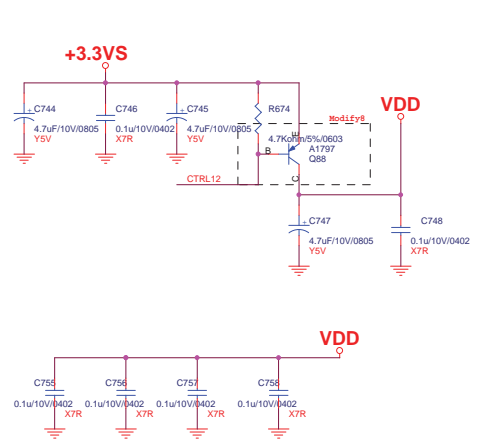 +3.3VS
C744
4.7uF/10V/0805
Y5V
C746
0.1u/10V/0402
X7R
C745
4.7uF/10V/0805
Y5V
R674
4.7Kohm/5%/0603
Modify8
E
B
C
A1797
Q88
CTRL12
VDD
C747
4.7uF/10V/0805
Y5V
C748
0.1u/10V/0402
X7R
VDD
C755
0.1u/10V/0402
X7R
C756
0.1u/10V/0402
X7R
C757
0.1u/10V/0402
X7R
C758
0.1u/10V/0402
X7R